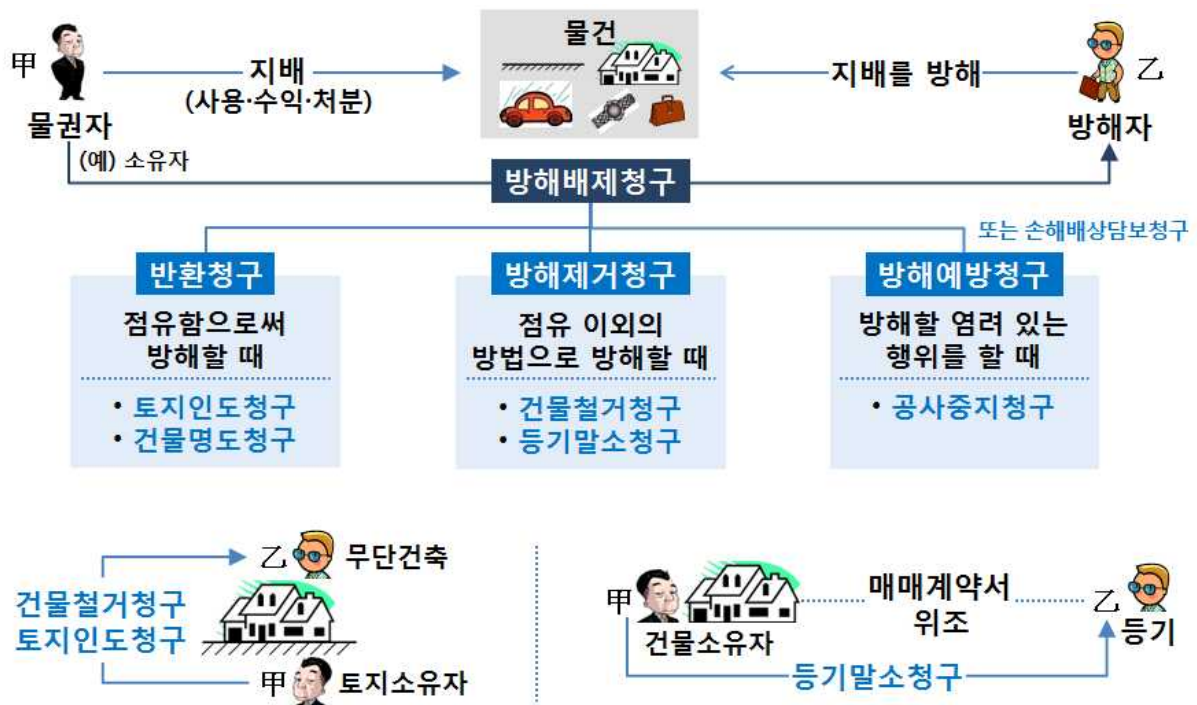 물건
甲
지배
(사용·수익·처분)
지배를 방해
乙
물권자
방해자
(예) 소유자
방해배제청구
또는 손해배상담보청구
반환청구
점유함으로써
방해할 때
• 토지인도청구
• 건물명도청구
방해제거청구
점유 이외의
방법으로 방해할 때
• 건물철거청구
• 등기말소청구
방해예방청구
방해할 염려 있는
행위를 할 때
• 공사중지청구
乙
무단건축
건물철거청구
토지인도청구
甲
토지소유자
甲
건물소유자
매매계약서
위조
乙
등기
등기말소청구